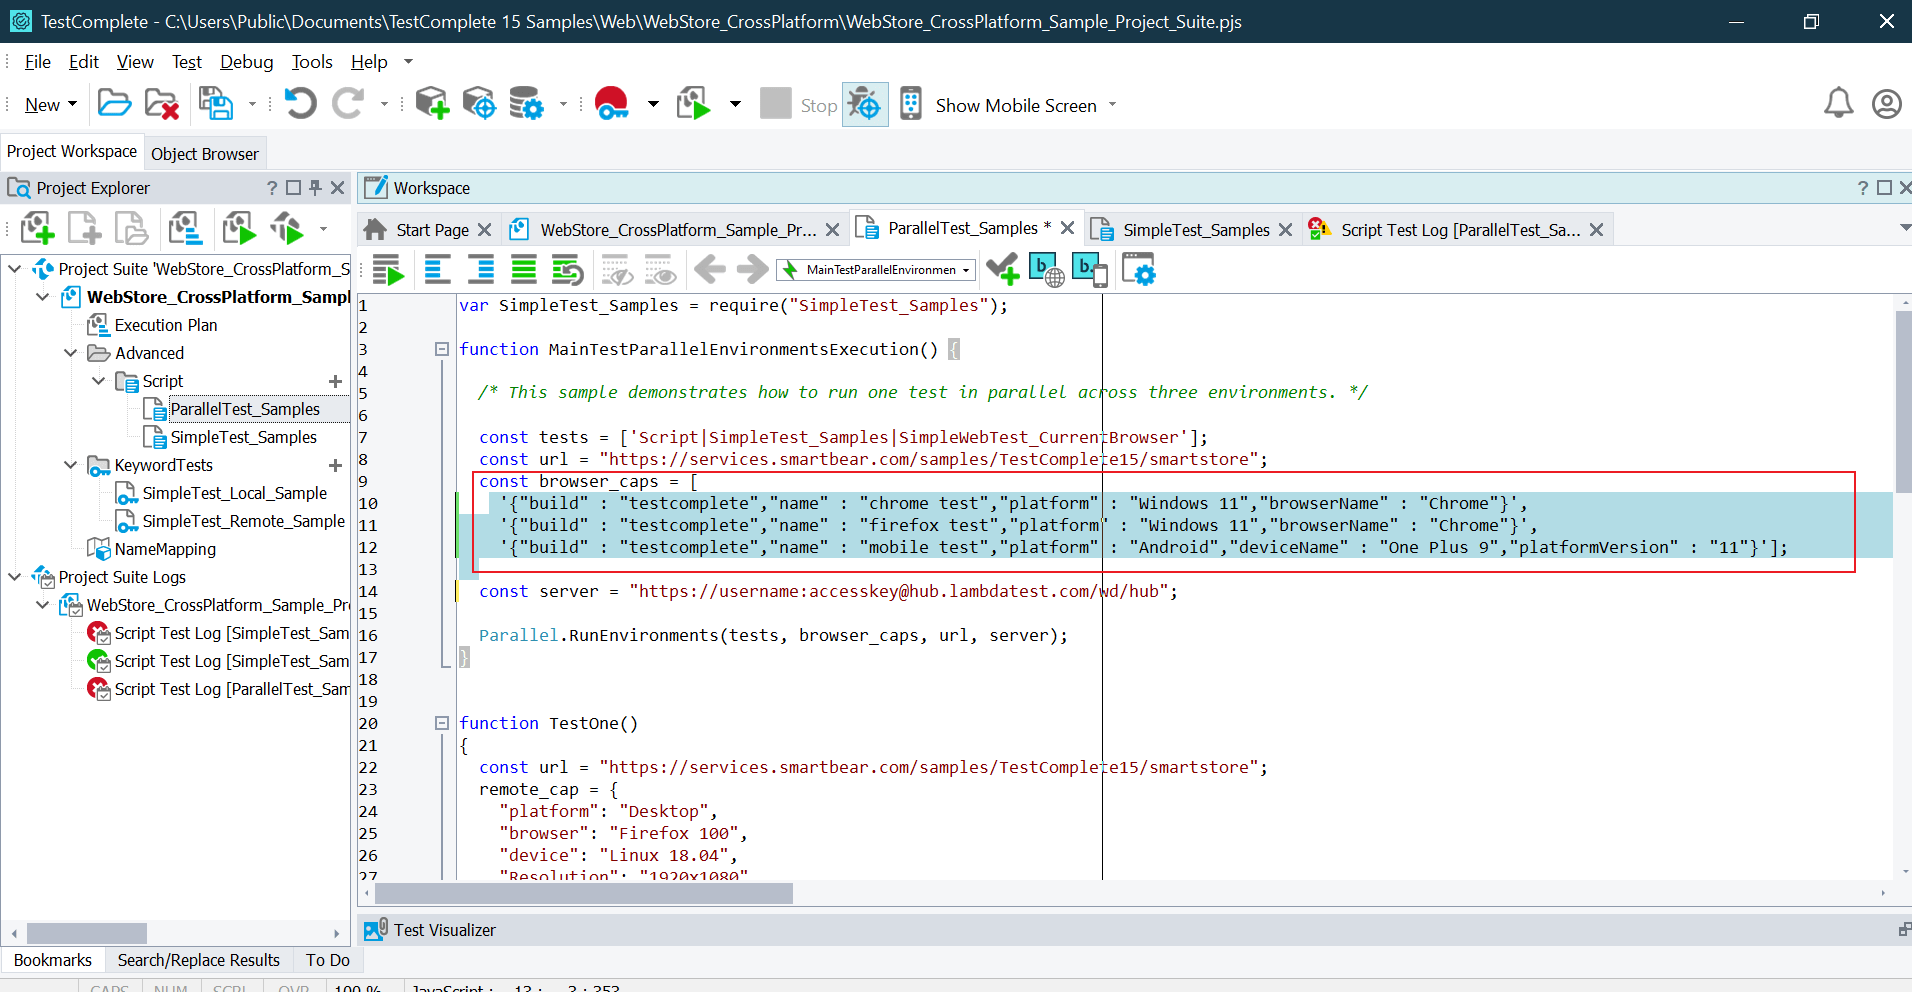 TestComplete - C:\Users\Public\Documents\TestComplete 15 Samples\Web\WebStore_CrossPlatform\WebStore_CrossPlatform_Sample_Project_Suite.pjs
File Edit View Test Debug Tools Help
New Stop Show Mobile Screen
Project Workspace Object Browser
Project Explorer ?
Workspace ?
Start Page WebStore_CrossPlatform_Sample_Pr... ParallelTest_Samples * SimpleTest_Samples Script Test Log [ParallelTest_Sa...
MainTestParallelEnvironmen
Project Suite 'WebStore_CrossPlatform_S
WebStore_CrossPlatform_Sampl
Execution Plan
Advanced
Script
ParallelTest_Samples
SimpleTest_Samples
KeywordTests
SimpleTest_Local_Sample
SimpleTest_Remote_Sample
NameMapping
Project Suite Logs
WebStore_CrossPlatform_Sample_Pr
Script Test Log [SimpleTest_Sam
Script Test Log [SimpleTest_Sam
Script Test Log [ParallelTest_Sam
1 var SimpleTest_Samples = require("SimpleTest_Samples");
2
3 function MainTestParallelEnvironmentsExecution() {
4
5 /* This sample demonstrates how to run one test in parallel across three environments. */
6
7 const tests = ['Script|SimpleTest_Samples|SimpleWebTest_CurrentBrowser'];
8 const url = "https://services.smartbear.com/samples/TestComplete15/smartstore";
9 const browser_caps = [
10 '{"build" : "testcomplete","name" : "chrome test","platform" : "Windows 11","browserName" : "Chrome"}',
11 '{"build" : "testcomplete","name" : "firefox test","platform" : "Windows 11","browserName" : "Chrome"}',
12 '{"build" : "testcomplete","name" : "mobile test","platform" : "Android","deviceName" : "One Plus 9","platformVersion" : "11"}'];
13
14 const server = "https://username:accesskey@hub.lambdatest.com/wd/hub";
15
16 Parallel.RunEnvironments(tests, browser_caps, url, server);
17 }
18
19
20 function TestOne()
21 {
22 const url = "https://services.smartbear.com/samples/TestComplete15/smartstore";
23 remote_cap = {
24 "platform": "Desktop",
25 "browser": "Firefox 100",
26 "device": "Linux 18.04",
27 "Resolution": "1920x1080"
Test Visualizer
Bookmarks Search/Replace Results To Do
CAPS NUM SCRL OVR 100 % JavaScript : 13 : 3 : 353